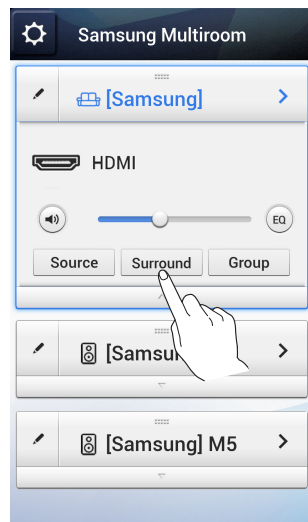 Samsung Multiroom
[Samsung]
HDMI
EQ
Source Surround Group
[Samsu
[Samsung] M5